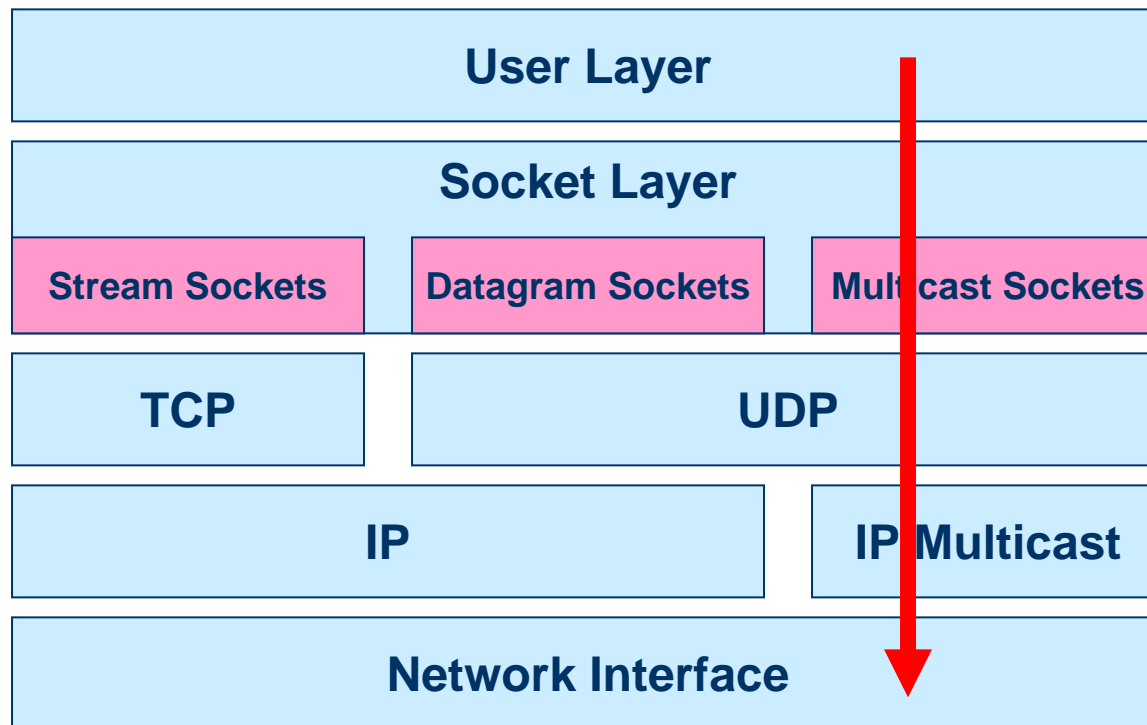 User Layer
Socket Layer
Stream Sockets
Datagram Sockets
Multicast Sockets
TCP
UDP
IP
IP Multicast
Network Interface